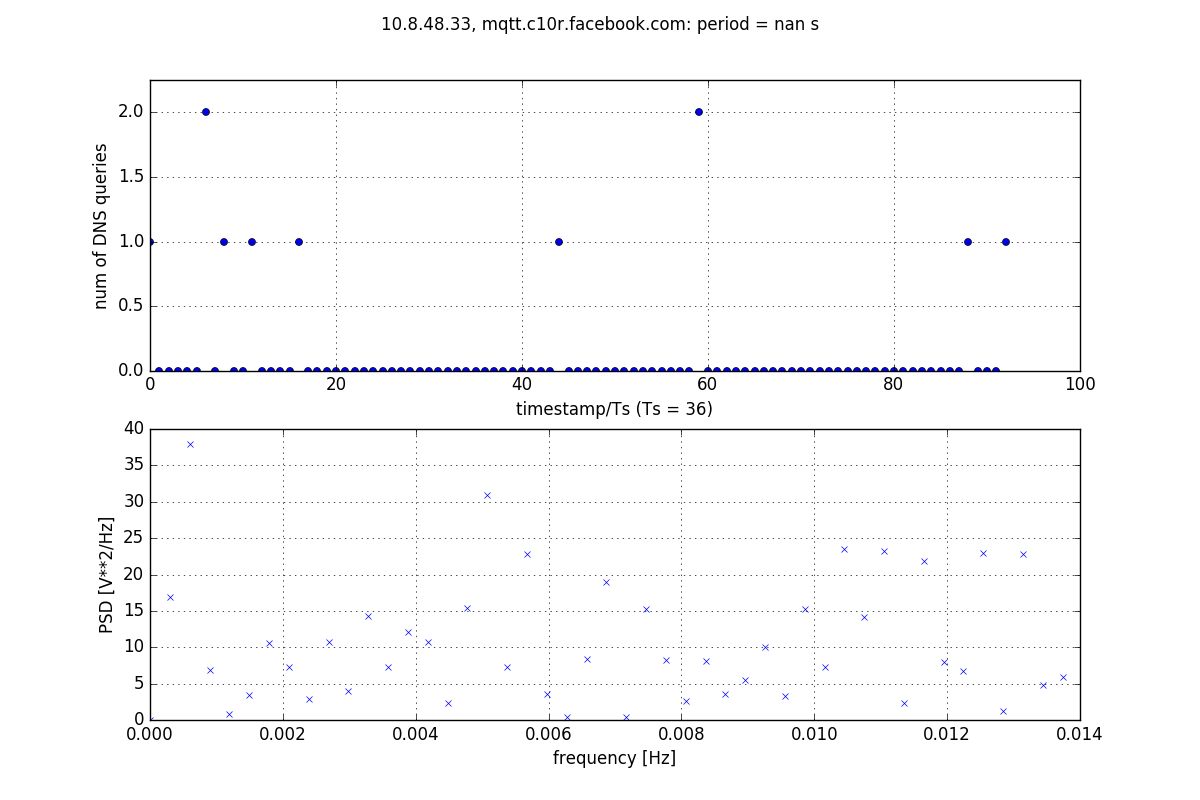 10.8.48.33, mqtt.c10r.facebook.com: period = nan s
2.0
1.5
1.0
0.5
0.0
num of DNS queries
0 20 40 60 80 100
timestamp/Ts (Ts = 36)
40
35
30
25
20
15
10
5
0
PSD [V**2/Hz]
0.000 0.002 0.004 0.006 0.008 0.010 0.012 0.014
frequency [Hz]